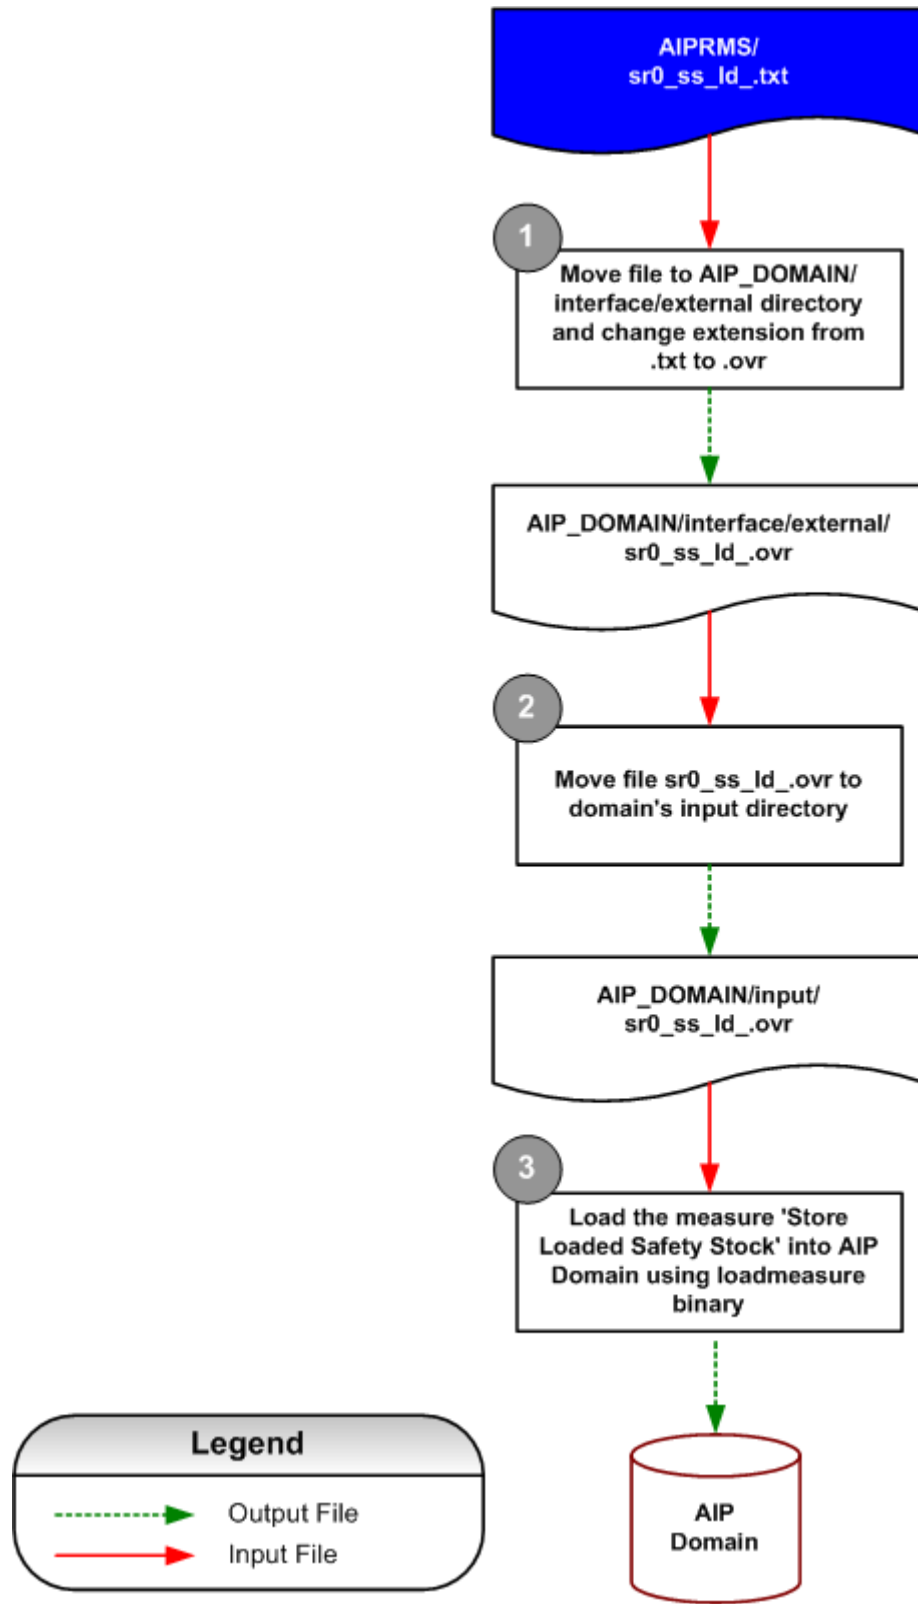 AIPRMS/
sr0_ss_ld_.txt
1
Move file to AIP_DOMAIN/
interface/external directory
and change extension from
.txt to .ovr
AIP_DOMAIN/interface/external/
sr0_ss_ld_.ovr
2
Move file sr0_ss_ld_.ovr to
domain's input directory
AIP_DOMAIN/input/
sr0_ss_ld_.ovr
3
Load the measure 'Store
Loaded Safety Stock' into AIP
Domain using loadmeasure
binary
AIP
Domain
Legend
Output File
Input File